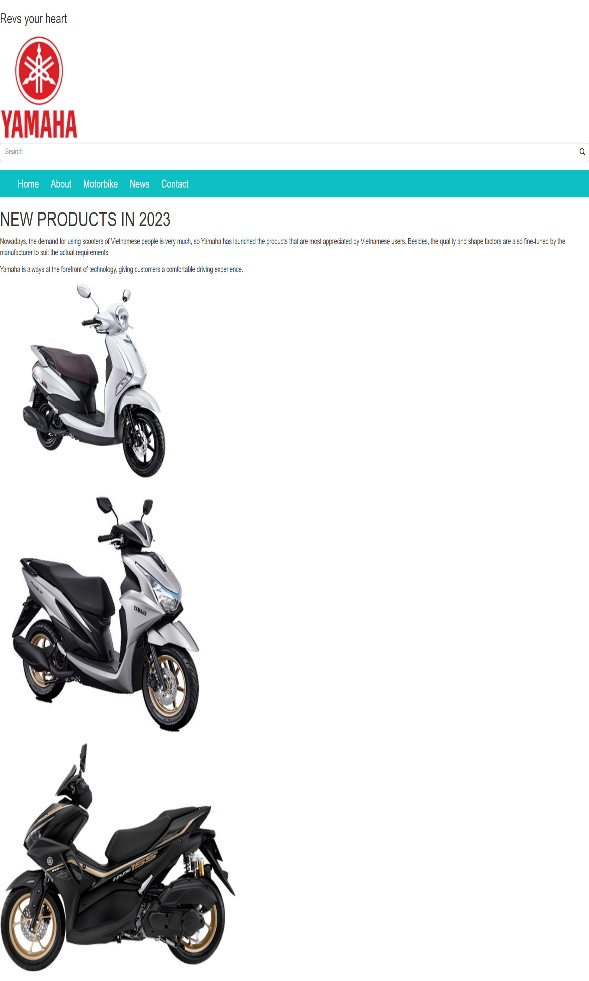 Revs your heart
YAMAHA
Search
Home About Motorbike News Contact
NEW PRODUCTS IN 2023
Nowadays, the demand for using scooters of Vietnamese people is very much, so Yamaha has launched the products that are most appreciated by Vietnamese users. Besides, the quality and shape factors are also fine-tuned by the
manufacturer to suit the actual requirements.
Yamaha is always at the forefront of technology, giving customers a comfortable driving experience.
YAMAHA
155